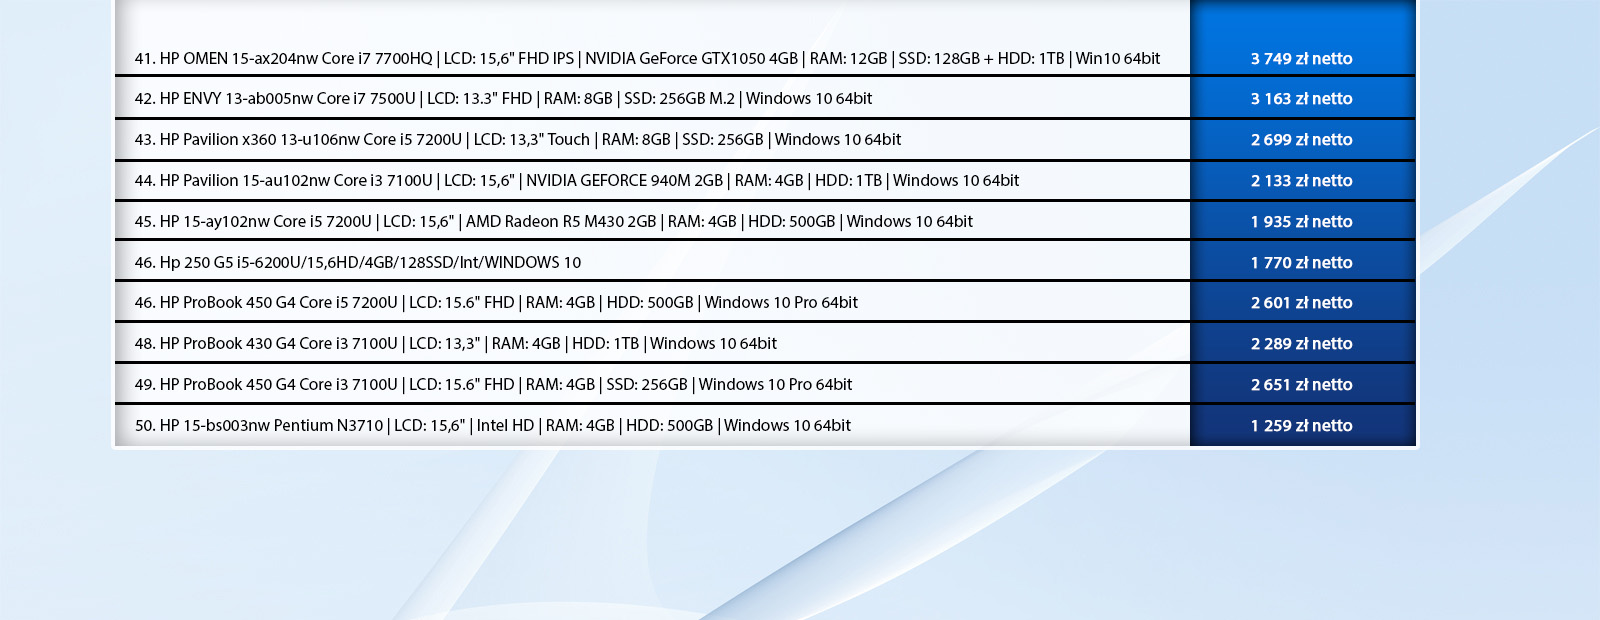 41. HP OMEN 15-ax204nw Core i7 7700HQ | LCD: 15,6" FHD IPS | NVIDIA GeForce GTX1050 4GB | RAM: 12GB | SSD: 128GB + HDD: 1TB | Win10 64bit 3 749 zł netto
42. HP ENVY 13-ab005nw Core i7 7500U | LCD: 13.3" FHD | RAM: 8GB | SSD: 256GB M.2 | Windows 10 64bit 3 163 zł netto
43. HP Pavilion x360 13-u106nw Core i5 7200U | LCD: 13,3" Touch | RAM: 8GB | SSD: 256GB | Windows 10 64bit 2 699 zł netto
44. HP Pavilion 15-au102nw Core i3 7100U | LCD: 15,6" | NVIDIA GEFORCE 940M 2GB | RAM: 4GB | HDD: 1TB | Windows 10 64bit 2 133 zł netto
45. HP 15-ay102nw Core i5 7200U | LCD: 15,6" | AMD Radeon R5 M430 2GB | RAM: 4GB | HDD: 500GB | Windows 10 64bit 1 935 zł netto
46. Hp 250 G5 i5-6200U/15,6HD/4GB/128SSD/Int/WINDOWS 10 1 770 zł netto
46. HP ProBook 450 G4 Core i5 7200U | LCD: 15.6" FHD | RAM: 4GB | HDD: 500GB | Windows 10 Pro 64bit 2 601 zł netto
48. HP ProBook 430 G4 Core i3 7100U | LCD: 13,3" | RAM: 4GB | HDD: 1TB | Windows 10 64bit 2 289 zł netto
49. HP ProBook 450 G4 Core i3 7100U | LCD: 15.6" FHD | RAM: 4GB | SSD: 256GB | Windows 10 Pro 64bit 2 651 zł netto
50. HP 15-bs003nw Pentium N3710 | LCD: 15,6" | Intel HD | RAM: 4GB | HDD: 500GB | Windows 10 64bit 1 259 zł netto